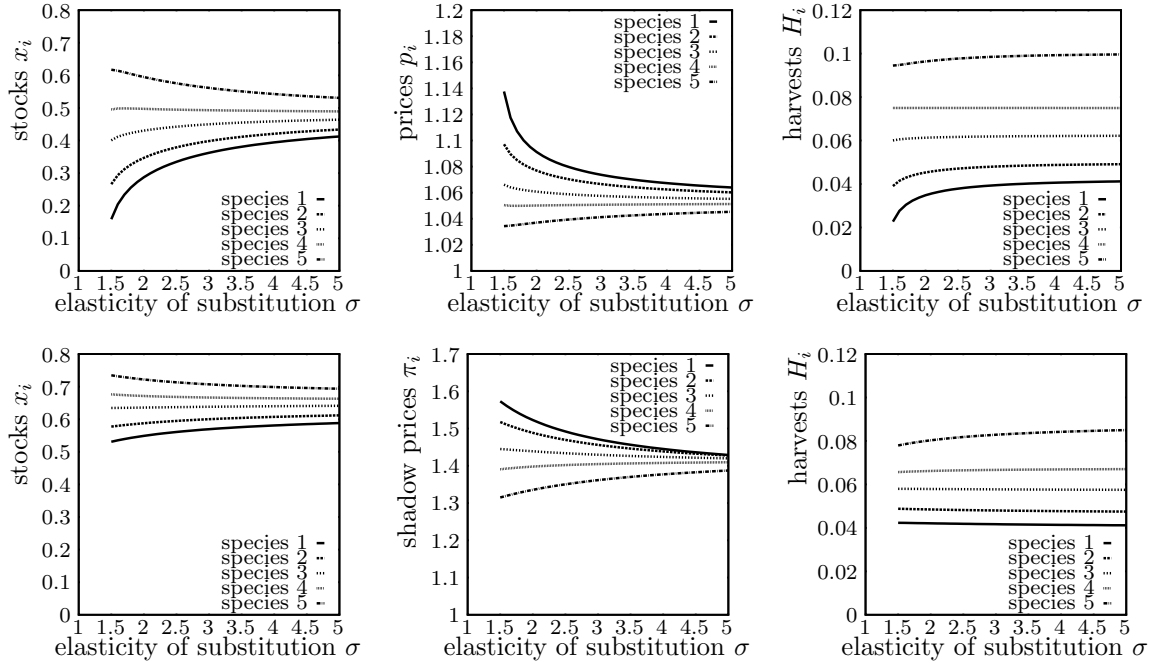 stocks x_i
0.8
0.7
0.6
0.5
0.4
0.3
0.2
0.1
0
species 1
species 2
species 3
species 4
species 5
1 1.5 2 2.5 3 3.5 4 4.5 5
elasticity of substitution σ
prices p_i
1.2
1.18
1.16
1.14
1.12
1.1
1.08
1.06
1.04
1.02
1
species 1
species 2
species 3
species 4
species 5
1 1.5 2 2.5 3 3.5 4 4.5 5
elasticity of substitution σ
harvests H_i
0.12
0.1
0.08
0.06
0.04
0.02
0
species 1
species 2
species 3
species 4
species 5
1 1.5 2 2.5 3 3.5 4 4.5 5
elasticity of substitution σ
stocks x_i
0.8
0.7
0.6
0.5
0.4
0.3
0.2
0.1
0
species 1
species 2
species 3
species 4
species 5
1 1.5 2 2.5 3 3.5 4 4.5 5
elasticity of substitution σ
shadow prices π_i
1.7
1.6
1.5
1.4
1.3
1.2
1.1
1
species 1
species 2
species 3
species 4
species 5
1 1.5 2 2.5 3 3.5 4 4.5 5
elasticity of substitution σ
harvests H_i
0.12
0.1
0.08
0.06
0.04
0.02
0
species 1
species 2
species 3
species 4
species 5
1 1.5 2 2.5 3 3.5 4 4.5 5
elasticity of substitution σ